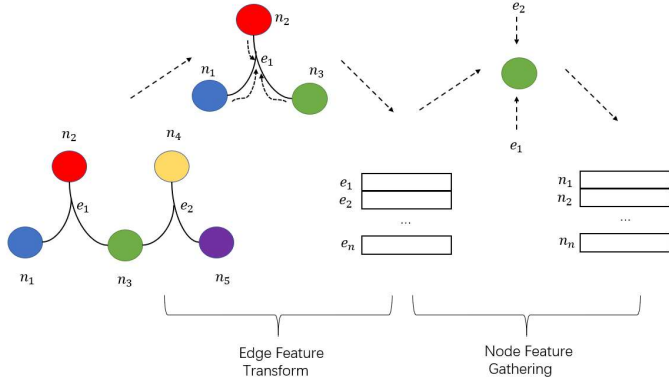 n₂
e₂
n₁
e₁
n₃
n₂
n₄
e₁
e₁
n₁
e₂
n₂
e₁
e₂
...
...
eₙ
nₙ
n₁
n₃
n₅
Edge Feature
Transform
Node Feature
Gathering